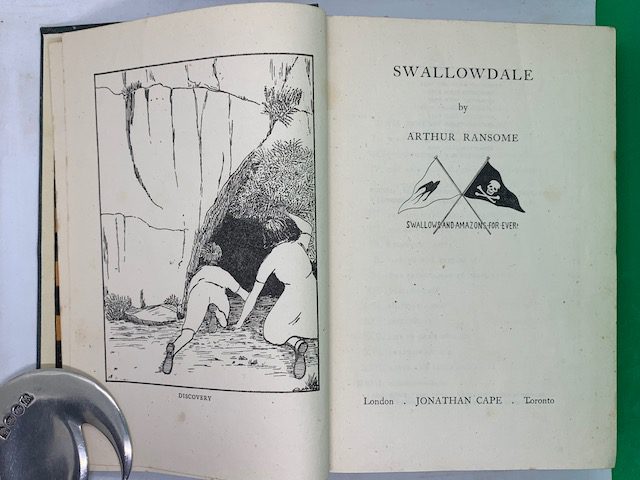 DISCOVERY
SWALLOWDALE
by
ARTHUR RANSOME
SWALLOWS AND AMAZONS FOR EVER!
London . JONATHAN CAPE . Toronto